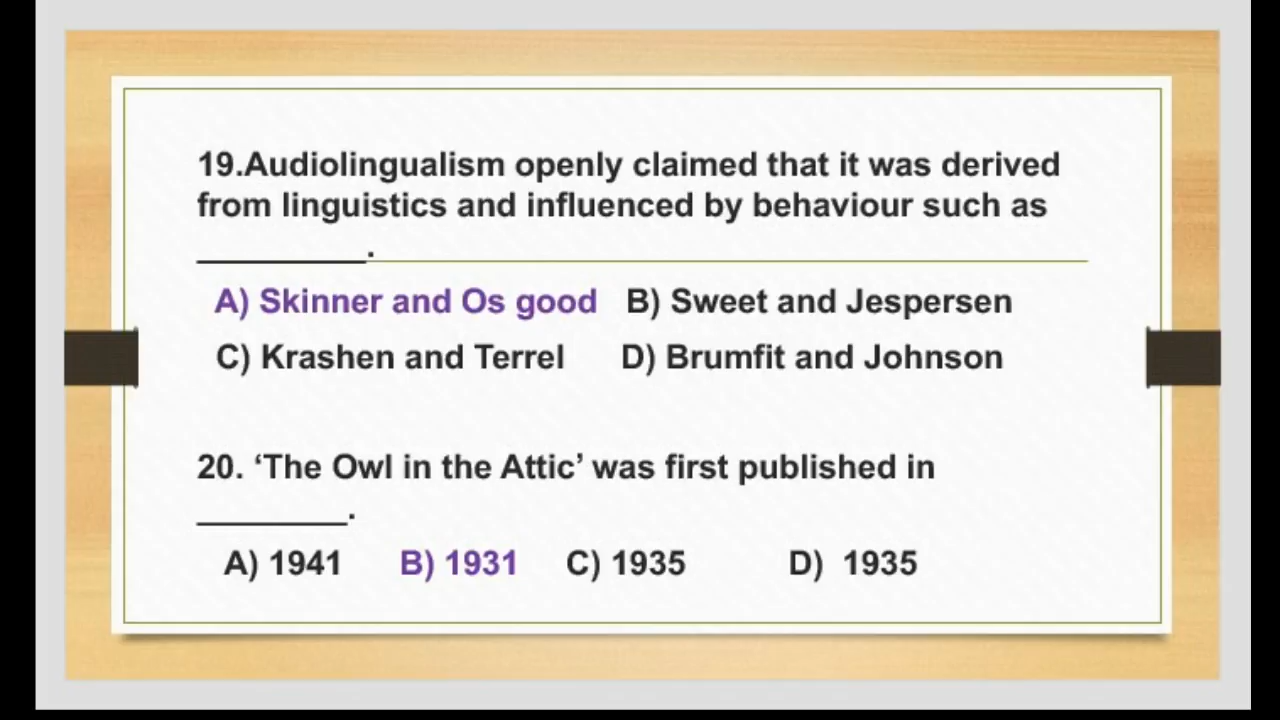 19.Audiolingualism openly claimed that it was derived
from linguistics and influenced by behaviour such as
_________.
A) Skinner and Os good B) Sweet and Jespersen
C) Krashen and Terrel D) Brumfit and Johnson
20. ‘The Owl in the Attic’ was first published in
________.
A) 1941 B) 1931 C) 1935 D) 1935